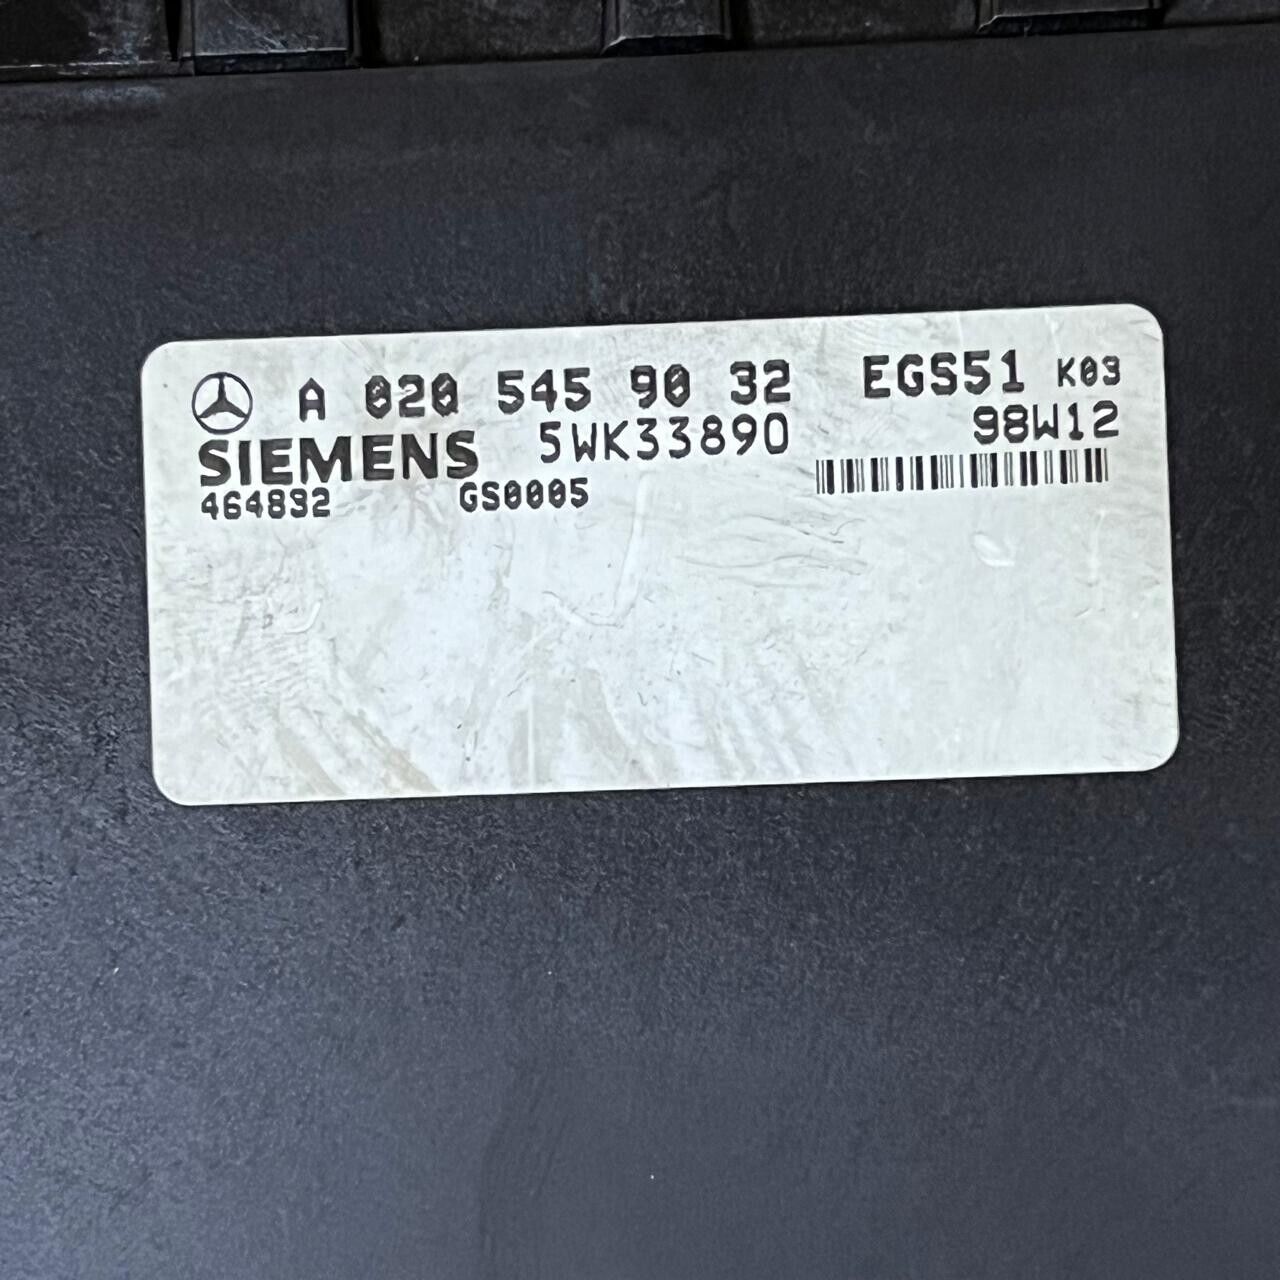 A 020 545 90 32 EGS51 K03
SIEMENS 5WK33890 98W12
464832 GS0005